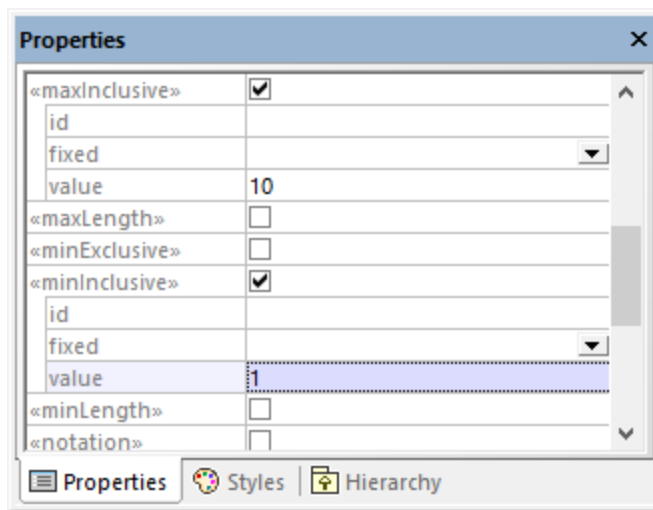 Properties
«maxInclusive»
id
fixed
value 10
«maxLength»
«minExclusive»
«minInclusive»
id
fixed
value 1
«minLength»
«notation»
Properties Styles Hierarchy